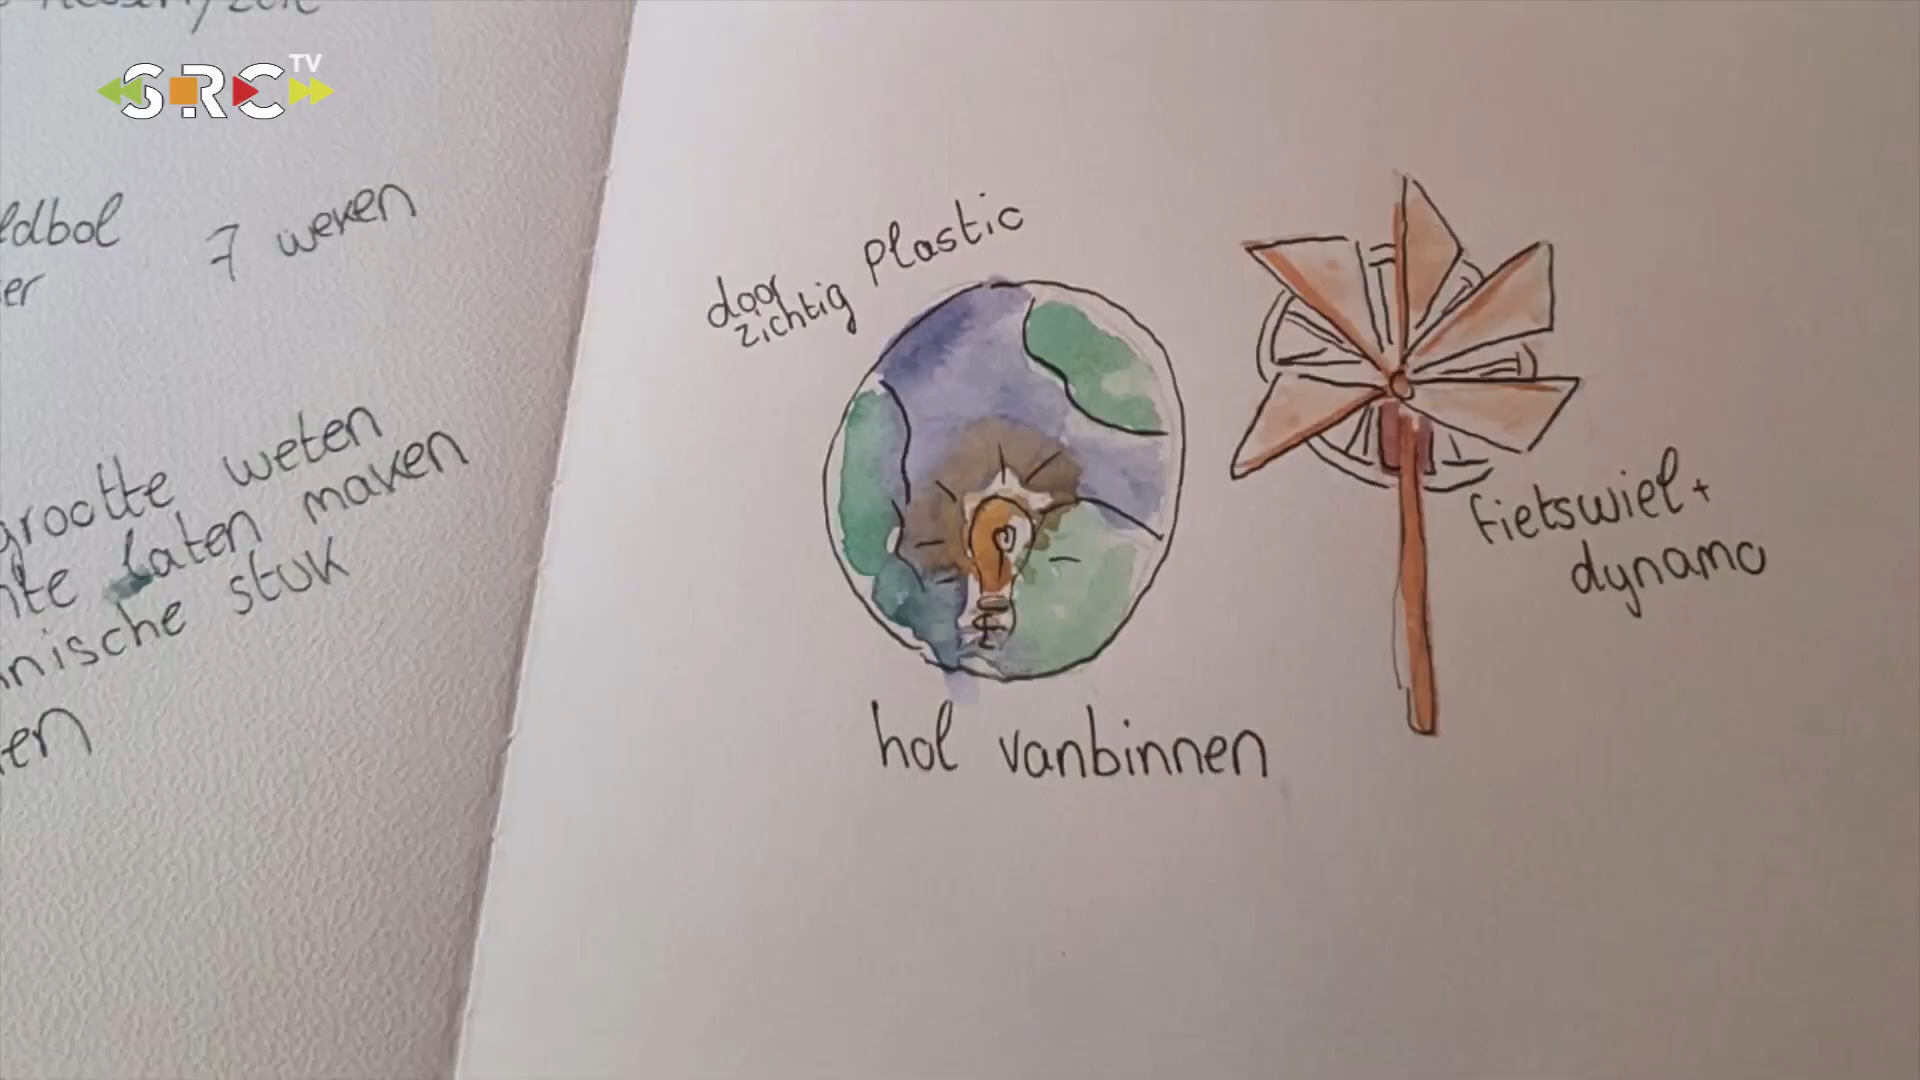 SRC TV
ldbol
er
7 weken
grootte weten
nte laten maken
nische stuk
en
door
zichtig plastic
hol vanbinnen
fietswiel +
dynamo